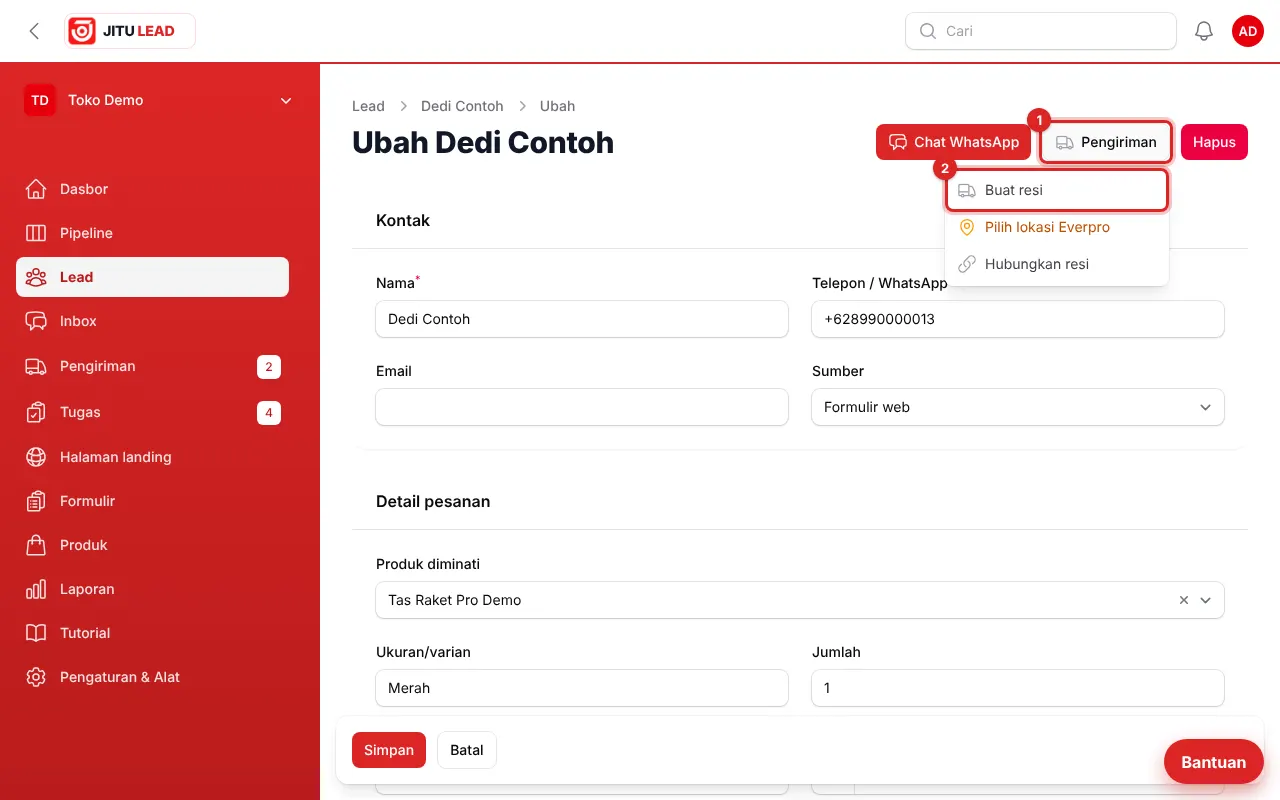 JITU LEAD
Cari
AD
TD
Toko Demo
Dasbor
Pipeline
Lead
Inbox
Pengiriman
2
Tugas
4
Halaman landing
Formulir
Produk
Laporan
Tutorial
Pengaturan & Alat
Lead > Dedi Contoh > Ubah
Ubah Dedi Contoh
Chat WhatsApp
1
Pengiriman
Hapus
2
Buat resi
Pilih lokasi Everpro
Hubungkan resi
Kontak
Nama*
Dedi Contoh
Telepon / WhatsApp
+628990000013
Email
Sumber
Formulir web
Detail pesanan
Produk diminati
Tas Raket Pro Demo
Ukuran/varian
Merah
Jumlah
1
Simpan
Batal
Bantuan